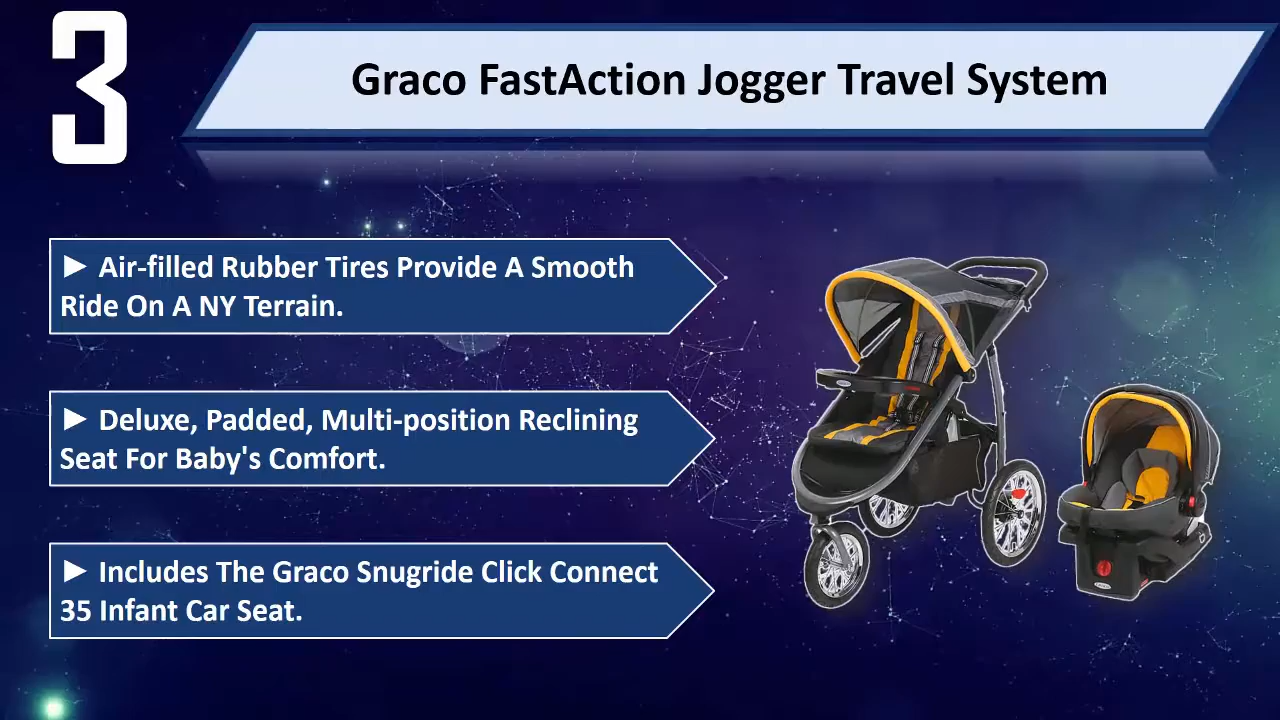 3
Graco FastAction Jogger Travel System
► Air-filled Rubber Tires Provide A Smooth
Ride On A NY Terrain.
► Deluxe, Padded, Multi-position Reclining
Seat For Baby's Comfort.
► Includes The Graco Snugride Click Connect
35 Infant Car Seat.